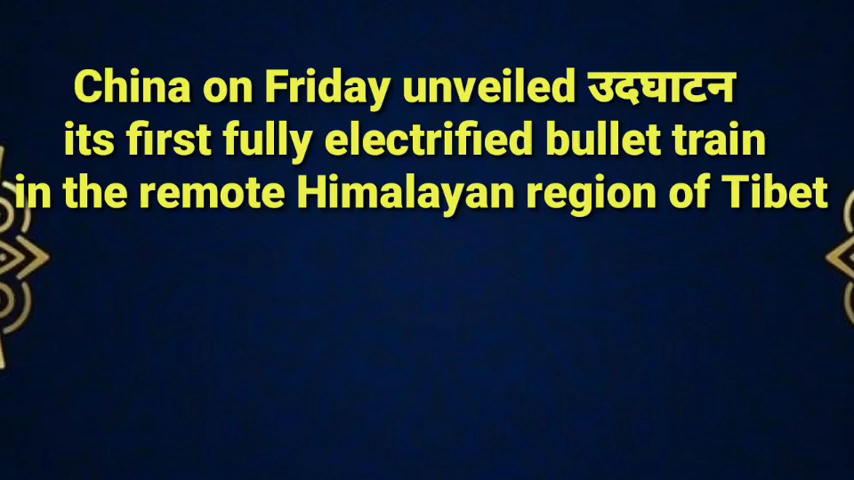 China on Friday unveiled उदघाटन
its first fully electrified bullet train
in the remote Himalayan region of Tibet